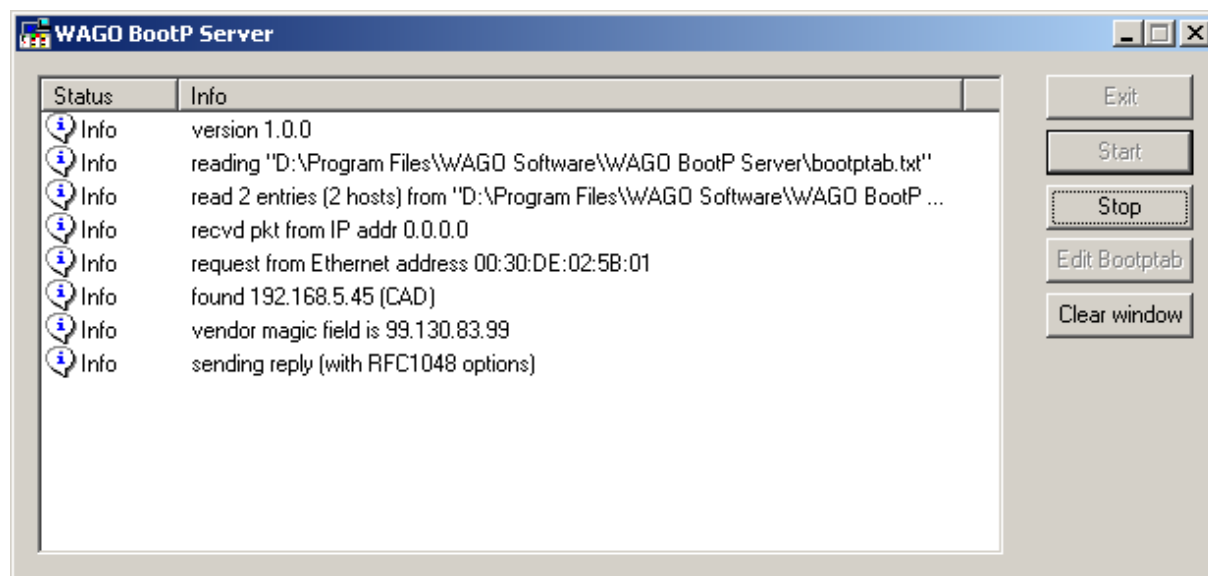 WAGO BootP Server
Status Info
Info version 1.0.0
Info reading "D:\Program Files\WAGO Software\WAGO BootP Server\bootptab.txt"
Info read 2 entries (2 hosts) from "D:\Program Files\WAGO Software\WAGO BootP ...
Info recvd pkt from IP addr 0.0.0.0
Info request from Ethernet address 00:30:DE:02:5B:01
Info found 192.168.5.45 (CAD)
Info vendor magic field is 99.130.83.99
Info sending reply (with RFC1048 options)
Exit
Start
Stop
Edit Bootptab
Clear window